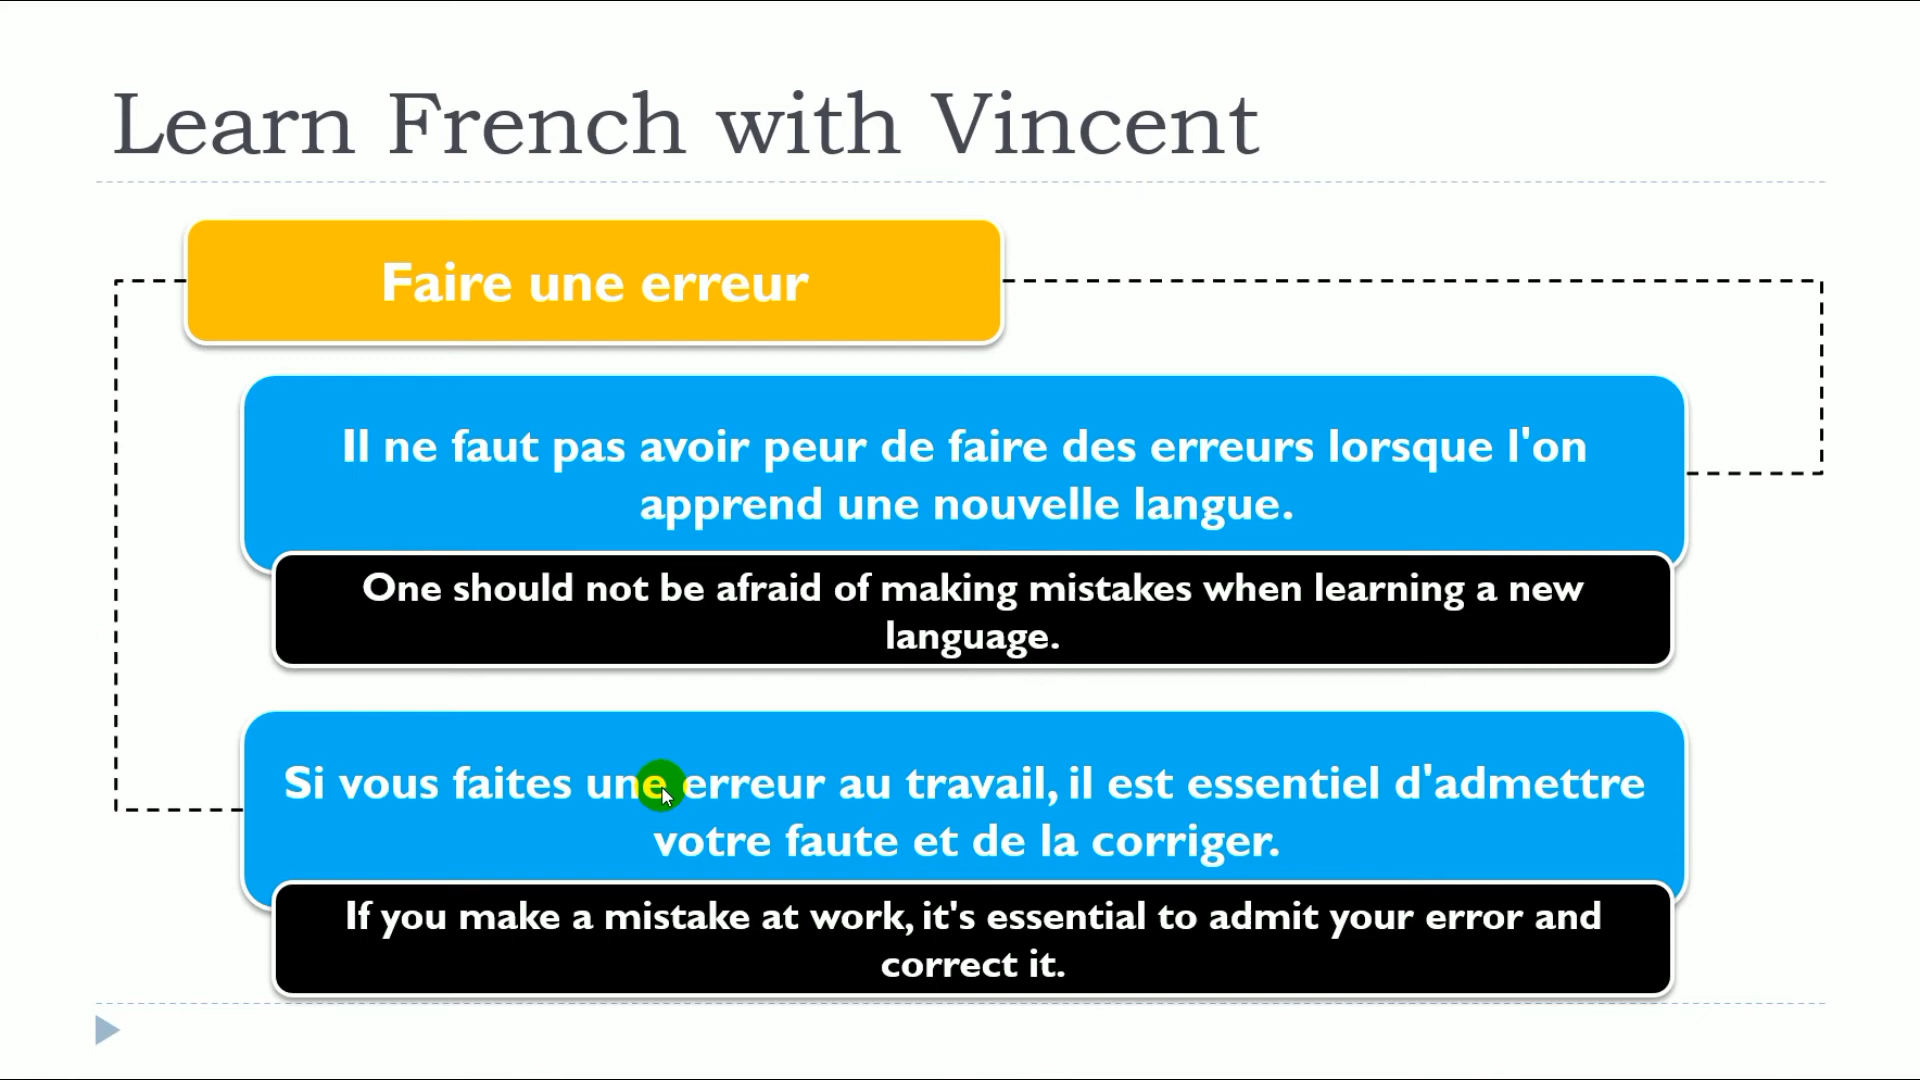 Learn French with Vincent
Faire une erreur
Il ne faut pas avoir peur de faire des erreurs lorsque l'on
apprend une nouvelle langue.
One should not be afraid of making mistakes when learning a new
language.
Si vous faites une erreur au travail, il est essentiel d'admettre
votre faute et de la corriger.
If you make a mistake at work, it's essential to admit your error and
correct it.